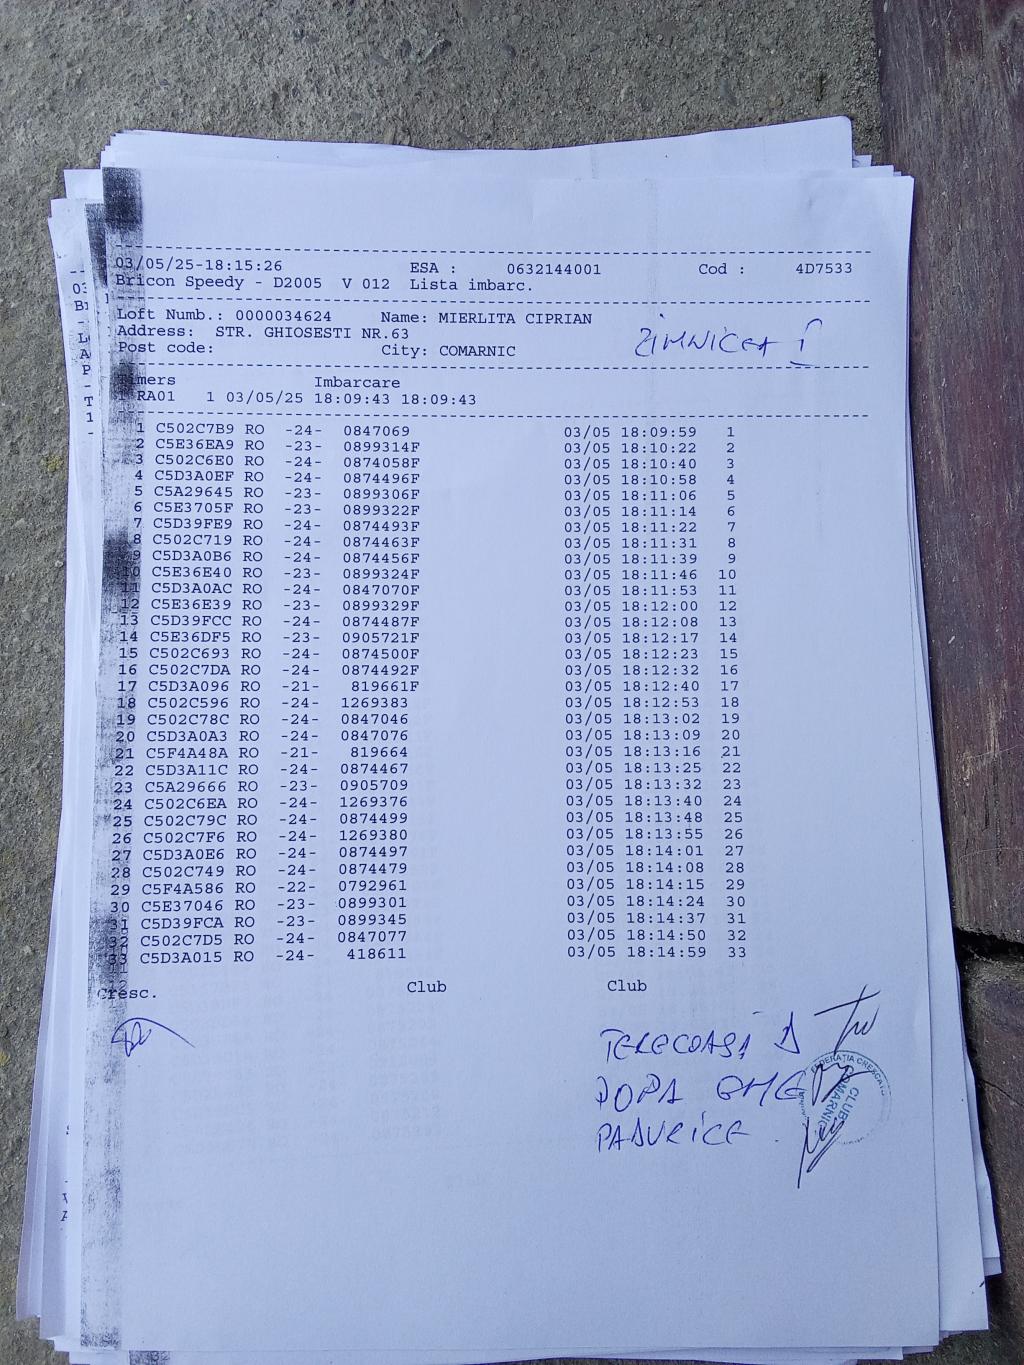 03/05/25-18:15:26 ESA : 0632144001 Cod : 4D7533
Bricon Speedy - D2005 V 012 Lista imbarc.
Loft Numb.: 0000034624 Name: MIERLITA CIPRIAN
Address: STR. GHIOSESTI NR.63
Post code: City: COMARNIC
ZIMNICEA I
Timers Imbarcare
1 RA01 1 03/05/25 18:09:43 18:09:43
1 C502C7B9 RO -24- 0847069 03/05 18:09:59 1
2 C5E36EA9 RO -23- 0899314F 03/05 18:10:22 2
3 C502C6E0 RO -24- 0874058F 03/05 18:10:40 3
4 C5D3A0EF RO -24- 0874496F 03/05 18:10:58 4
5 C5A29645 RO -23- 0899306F 03/05 18:11:06 5
6 C5E3705F RO -23- 0899322F 03/05 18:11:14 6
7 C5D39FE9 RO -24- 0874493F 03/05 18:11:22 7
8 C502C719 RO -24- 0874463F 03/05 18:11:31 8
9 C5D3A0B6 RO -24- 0874456F 03/05 18:11:39 9
10 C5E36E40 RO -23- 0899324F 03/05 18:11:46 10
11 C5D3A0AC RO -24- 0847070F 03/05 18:11:53 11
12 C5E36E39 RO -23- 0899329F 03/05 18:12:00 12
13 C5D39FCC RO -24- 0874487F 03/05 18:12:08 13
14 C5E36DF5 RO -23- 0905721F 03/05 18:12:17 14
15 C502C693 RO -24- 0874500F 03/05 18:12:23 15
16 C502C7DA RO -24- 0874492F 03/05 18:12:32 16
17 C5D3A096 RO -21- 819661F 03/05 18:12:40 17
18 C502C596 RO -24- 1269383 03/05 18:12:53 18
19 C502C78C RO -24- 0847046 03/05 18:13:02 19
20 C5D3A0A3 RO -24- 0847076 03/05 18:13:09 20
21 C5F4A48A RO -21- 819664 03/05 18:13:16 21
22 C5D3A11C RO -24- 0874467 03/05 18:13:25 22
23 C5A29666 RO -23- 0905709 03/05 18:13:32 23
24 C502C6EA RO -24- 1269376 03/05 18:13:40 24
25 C502C79C RO -24- 0874499 03/05 18:13:48 25
26 C502C7F6 RO -24- 1269380 03/05 18:13:55 26
27 C5D3A0E6 RO -24- 0874497 03/05 18:14:01 27
28 C502C749 RO -24- 0874479 03/05 18:14:08 28
29 C5F4A586 RO -22- 0792961 03/05 18:14:15 29
30 C5E37046 RO -23- 0899301 03/05 18:14:24 30
31 C5D39FCA RO -23- 0899345 03/05 18:14:37 31
32 C502C7D5 RO -24- 0847077 03/05 18:14:50 32
33 C5D3A015 RO -24- 418611 03/05 18:14:59 33
Cresc. Club Club
TERECOASA D
POPA
PADURICE
CLUB
COMARNIC